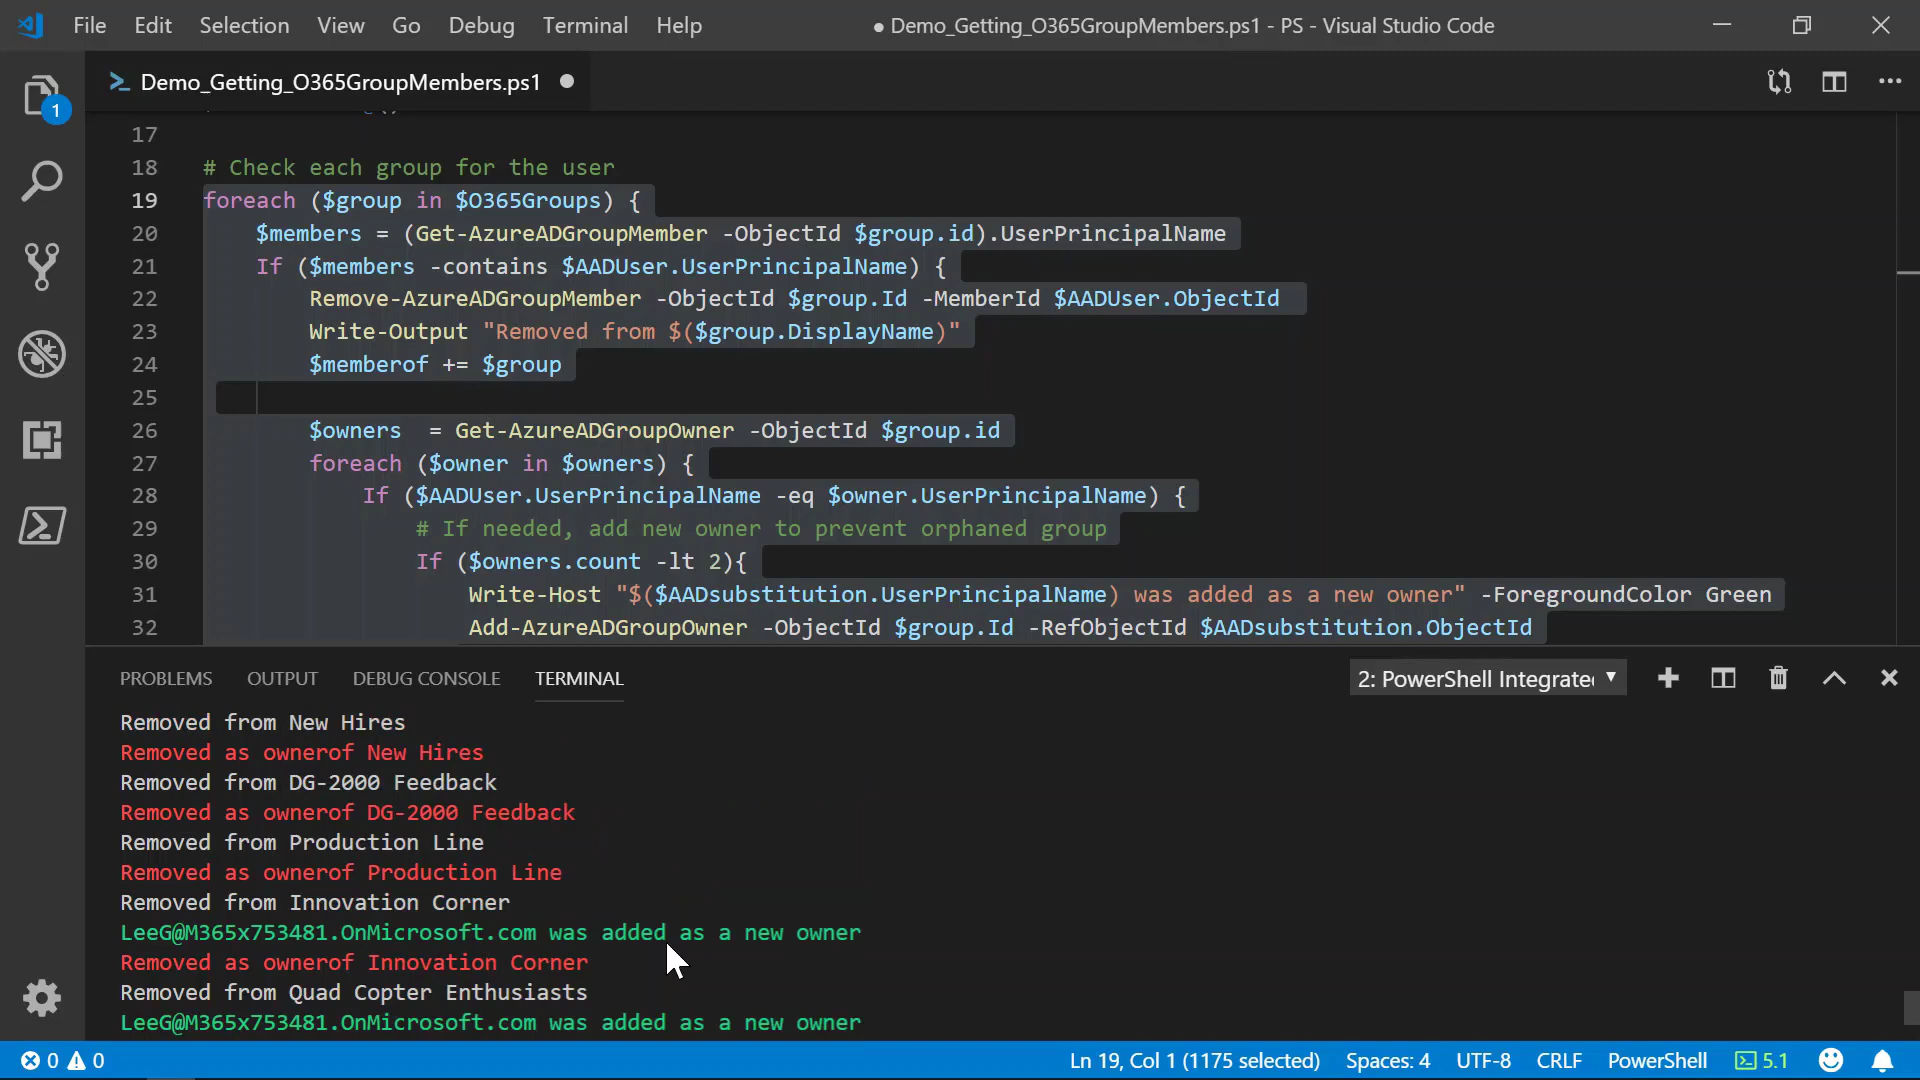 File Edit Selection View Go Debug Terminal Help ● Demo_Getting_O365GroupMembers.ps1 - PS - Visual Studio Code
Demo_Getting_O365GroupMembers.ps1
1
17
18 # Check each group for the user
19 foreach ($group in $O365Groups) {
20 $members = (Get-AzureADGroupMember -ObjectId $group.id).UserPrincipalName
21 If ($members -contains $AADUser.UserPrincipalName) {
22 Remove-AzureADGroupMember -ObjectId $group.Id -MemberId $AADUser.ObjectId
23 Write-Output "Removed from $($group.DisplayName)"
24 $memberof += $group
25
26 $owners = Get-AzureADGroupOwner -ObjectId $group.id
27 foreach ($owner in $owners) {
28 If ($AADUser.UserPrincipalName -eq $owner.UserPrincipalName) {
29 # If needed, add new owner to prevent orphaned group
30 If ($owners.count -lt 2){
31 Write-Host "$($AADsubstitution.UserPrincipalName) was added as a new owner" -ForegroundColor Green
32 Add-AzureADGroupOwner -ObjectId $group.Id -RefObjectId $AADsubstitution.ObjectId
PROBLEMS OUTPUT DEBUG CONSOLE TERMINAL 2: PowerShell Integrate
Removed from New Hires
Removed as ownerof New Hires
Removed from DG-2000 Feedback
Removed as ownerof DG-2000 Feedback
Removed from Production Line
Removed as ownerof Production Line
Removed from Innovation Corner
LeeG@M365x753481.OnMicrosoft.com was added as a new owner
Removed as ownerof Innovation Corner
Removed from Quad Copter Enthusiasts
LeeG@M365x753481.OnMicrosoft.com was added as a new owner
0 0 Ln 19, Col 1 (1175 selected) Spaces: 4 UTF-8 CRLF PowerShell 5.1